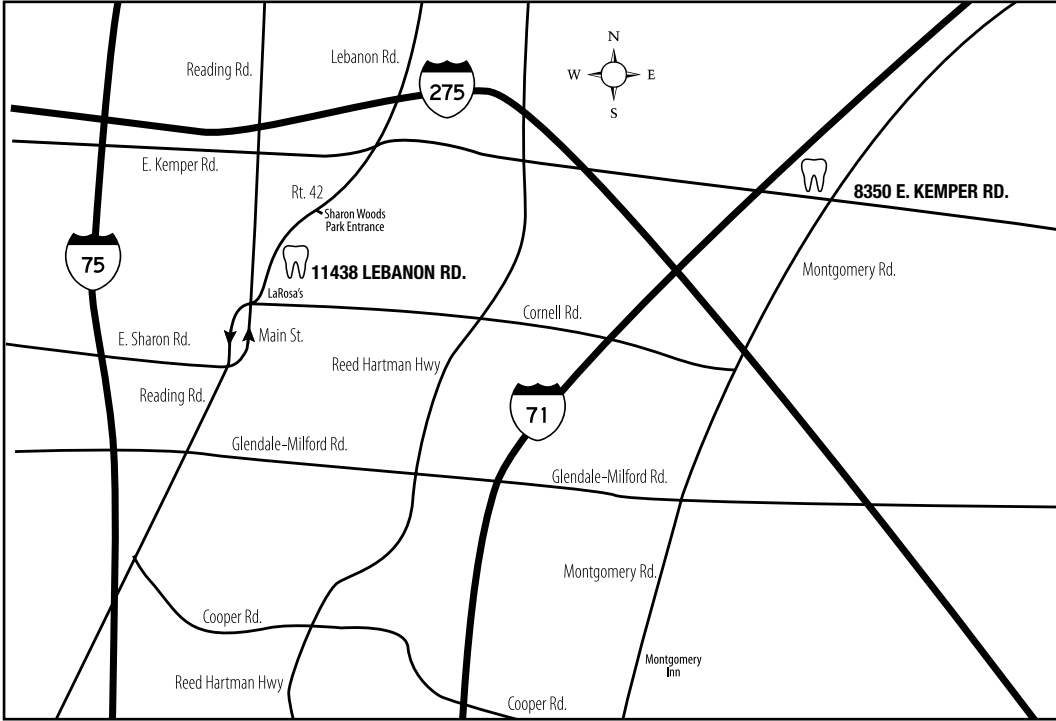 N
W E
S
Reading Rd.
Lebanon Rd.
275
E. Kemper Rd.
Rt. 42
Sharon Woods
Park Entrance
8350 E. KEMPER RD.
75
11438 LEBANON RD.
Montgomery Rd.
LaRosa's
Cornell Rd.
E. Sharon Rd.
Main St.
Reed Hartman Hwy
Reading Rd.
71
Glendale-Milford Rd.
Glendale-Milford Rd.
Montgomery Rd.
Cooper Rd.
Montgomery
Inn
Reed Hartman Hwy
Cooper Rd.